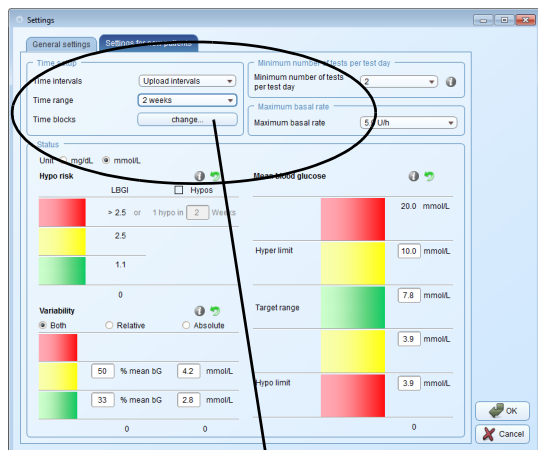 Settings
General settings Settings for new patients
Time setup
Time intervals Upload intervals
Time range 2 weeks
Time blocks change...
Minimum number of tests per test day
Minimum number of tests
per test day 2
Maximum basal rate
Maximum basal rate 5.0 U/h
Status
Unit mg/dL mmol/L
Hypo risk
LBGI Hypos
> 2.5 or 1 hypo in 2 Weeks
2.5
1.1
0
Variability
Both Relative Absolute
50 % mean bG 4.2 mmol/L
33 % mean bG 2.8 mmol/L
0 0
Mean blood glucose
20.0 mmol/L
Hyper limit 10.0 mmol/L
Target range 7.8 mmol/L
3.9 mmol/L
Hypo limit 3.9 mmol/L
0
OK
Cancel